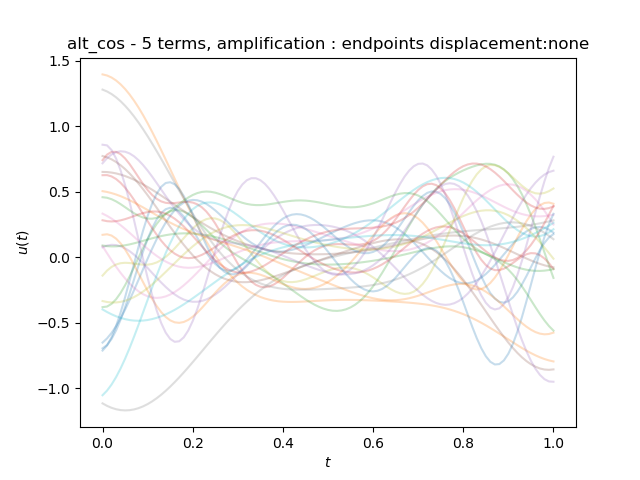 alt_cos - 5 terms, amplification : endpoints displacement:none
1.5
1.0
0.5
0.0
−0.5
−1.0
u(t)
0.0 0.2 0.4 0.6 0.8 1.0
t